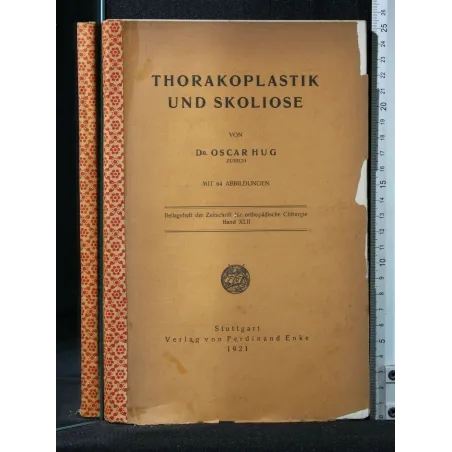 THORAKOPLASTIK
UND SKOLIOSE
VON
DR. OSCAR HUG
ZÜRICH
MIT 84 ABBILDUNGEN
Beilageheft der Zeitschrift für orthopädische Chirurgie
Band XLII
Stuttgart
Verlag von Ferdinand Enke
1921